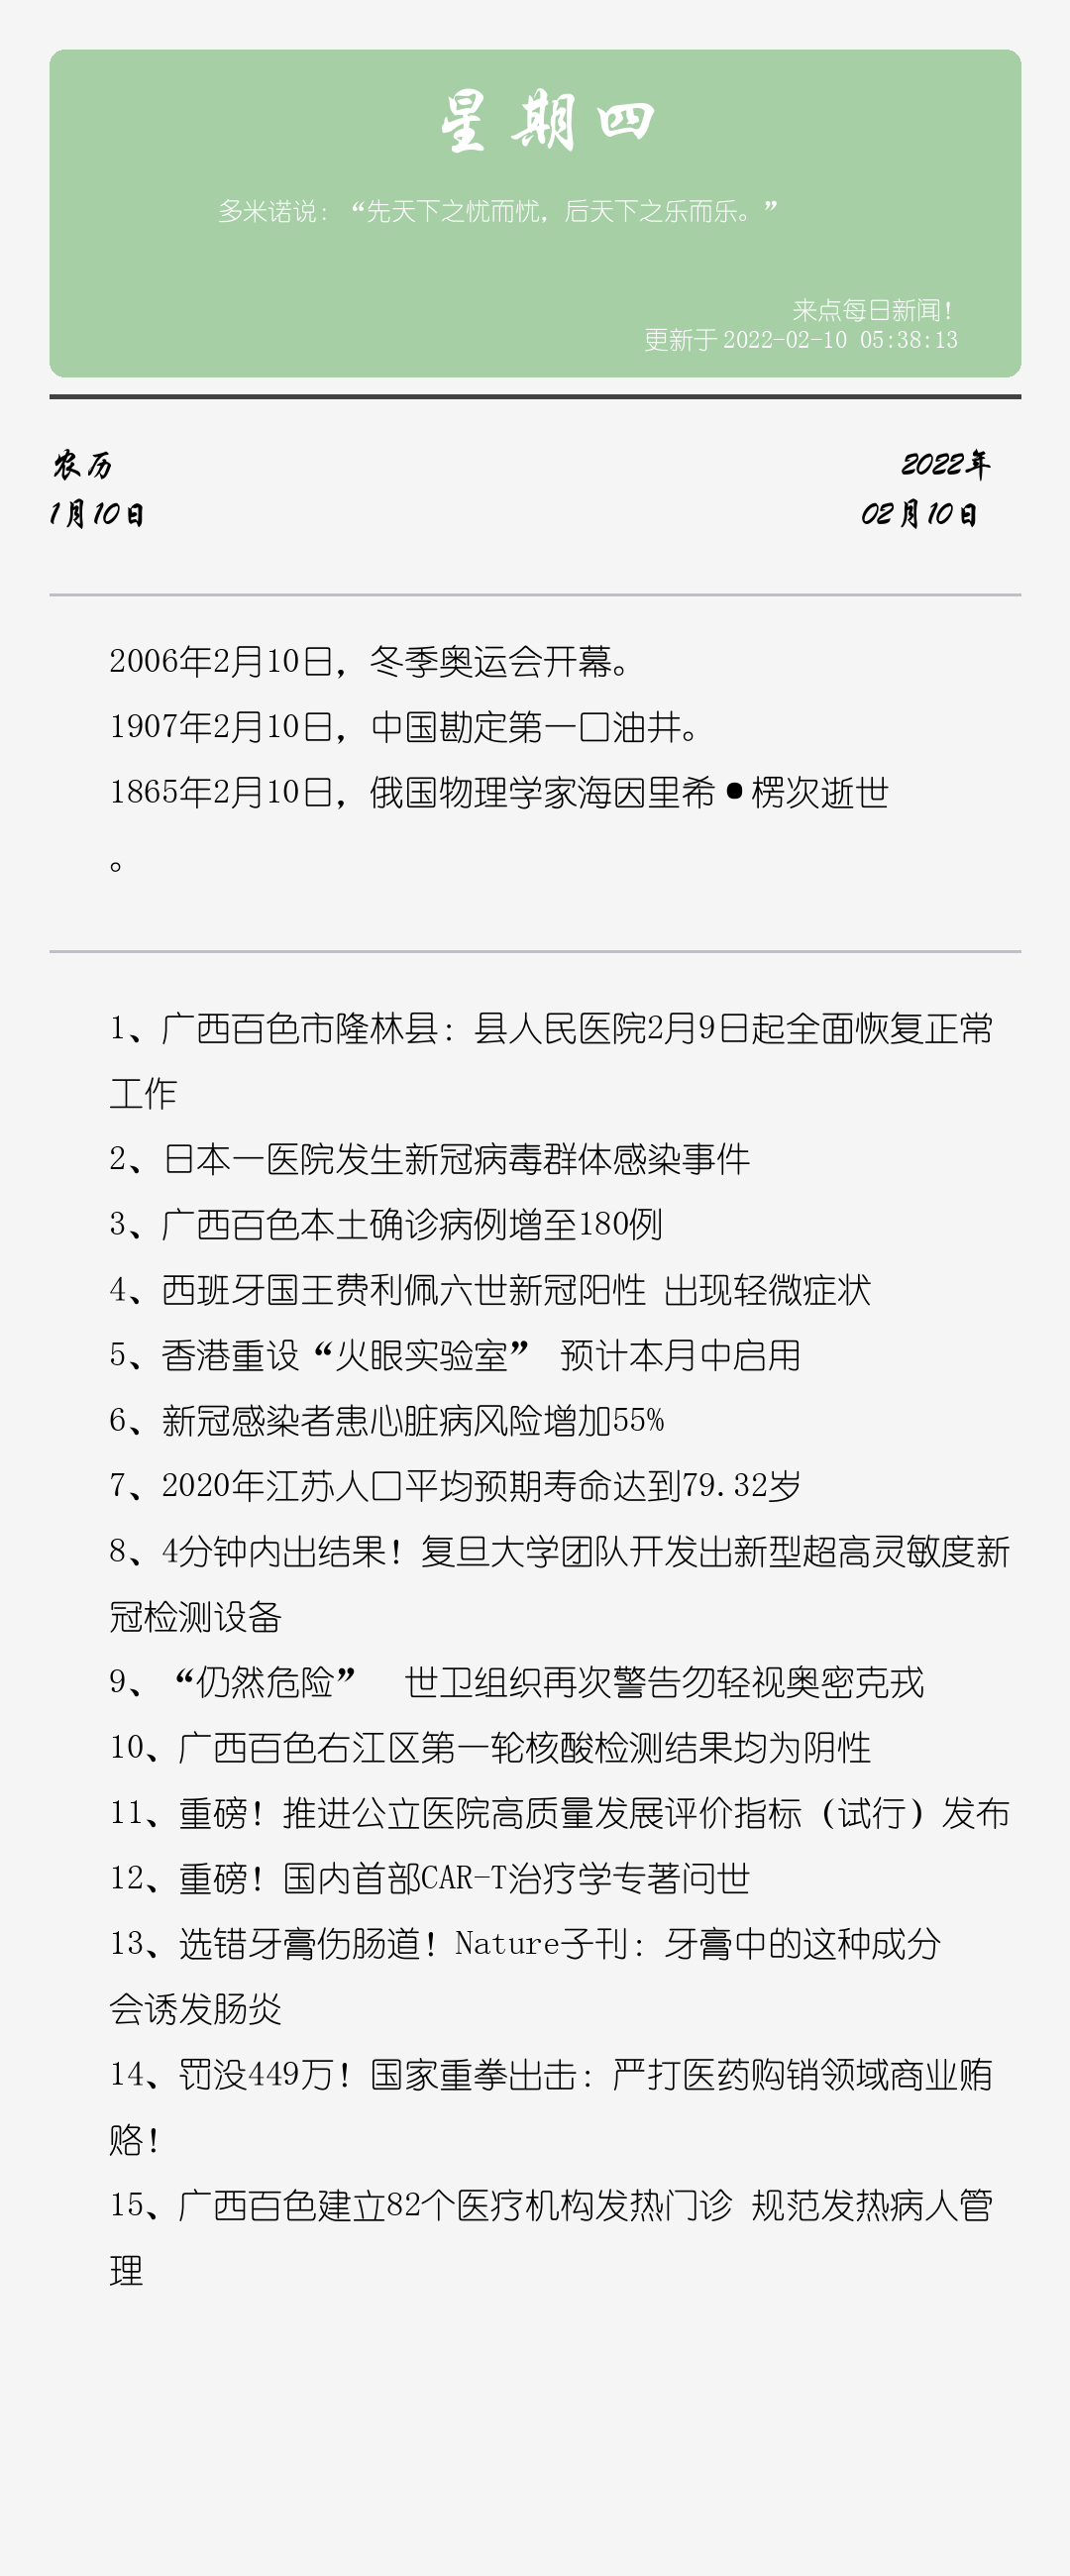 星期四
多米诺说：“先天下之忧而忧，后天下之乐而乐。”
来点每日新闻！
更新于 2022-02-10 05:38:13
农历
2022年
1月10日
02月10日
2006年2月10日，冬季奥运会开幕。
1907年2月10日，中国勘定第一口油井。
1865年2月10日，俄国物理学家海因里希•楞次逝世
。
1、广西百色市隆林县：县人民医院2月9日起全面恢复正常
工作
2、日本一医院发生新冠病毒群体感染事件
3、广西百色本土确诊病例增至180例
4、西班牙国王费利佩六世新冠阳性 出现轻微症状
5、香港重设“火眼实验室” 预计本月中启用
6、新冠感染者患心脏病风险增加55%
7、2020年江苏人口平均预期寿命达到79.32岁
8、4分钟内出结果！复旦大学团队开发出新型超高灵敏度新
冠检测设备
9、“仍然危险”　世卫组织再次警告勿轻视奥密克戎
10、广西百色右江区第一轮核酸检测结果均为阴性
11、重磅！推进公立医院高质量发展评价指标（试行）发布
12、重磅！国内首部CAR-T治疗学专著问世
13、选错牙膏伤肠道！Nature子刊：牙膏中的这种成分
会诱发肠炎
14、罚没449万！国家重拳出击：严打医药购销领域商业贿
赂！
15、广西百色建立82个医疗机构发热门诊 规范发热病人管
理